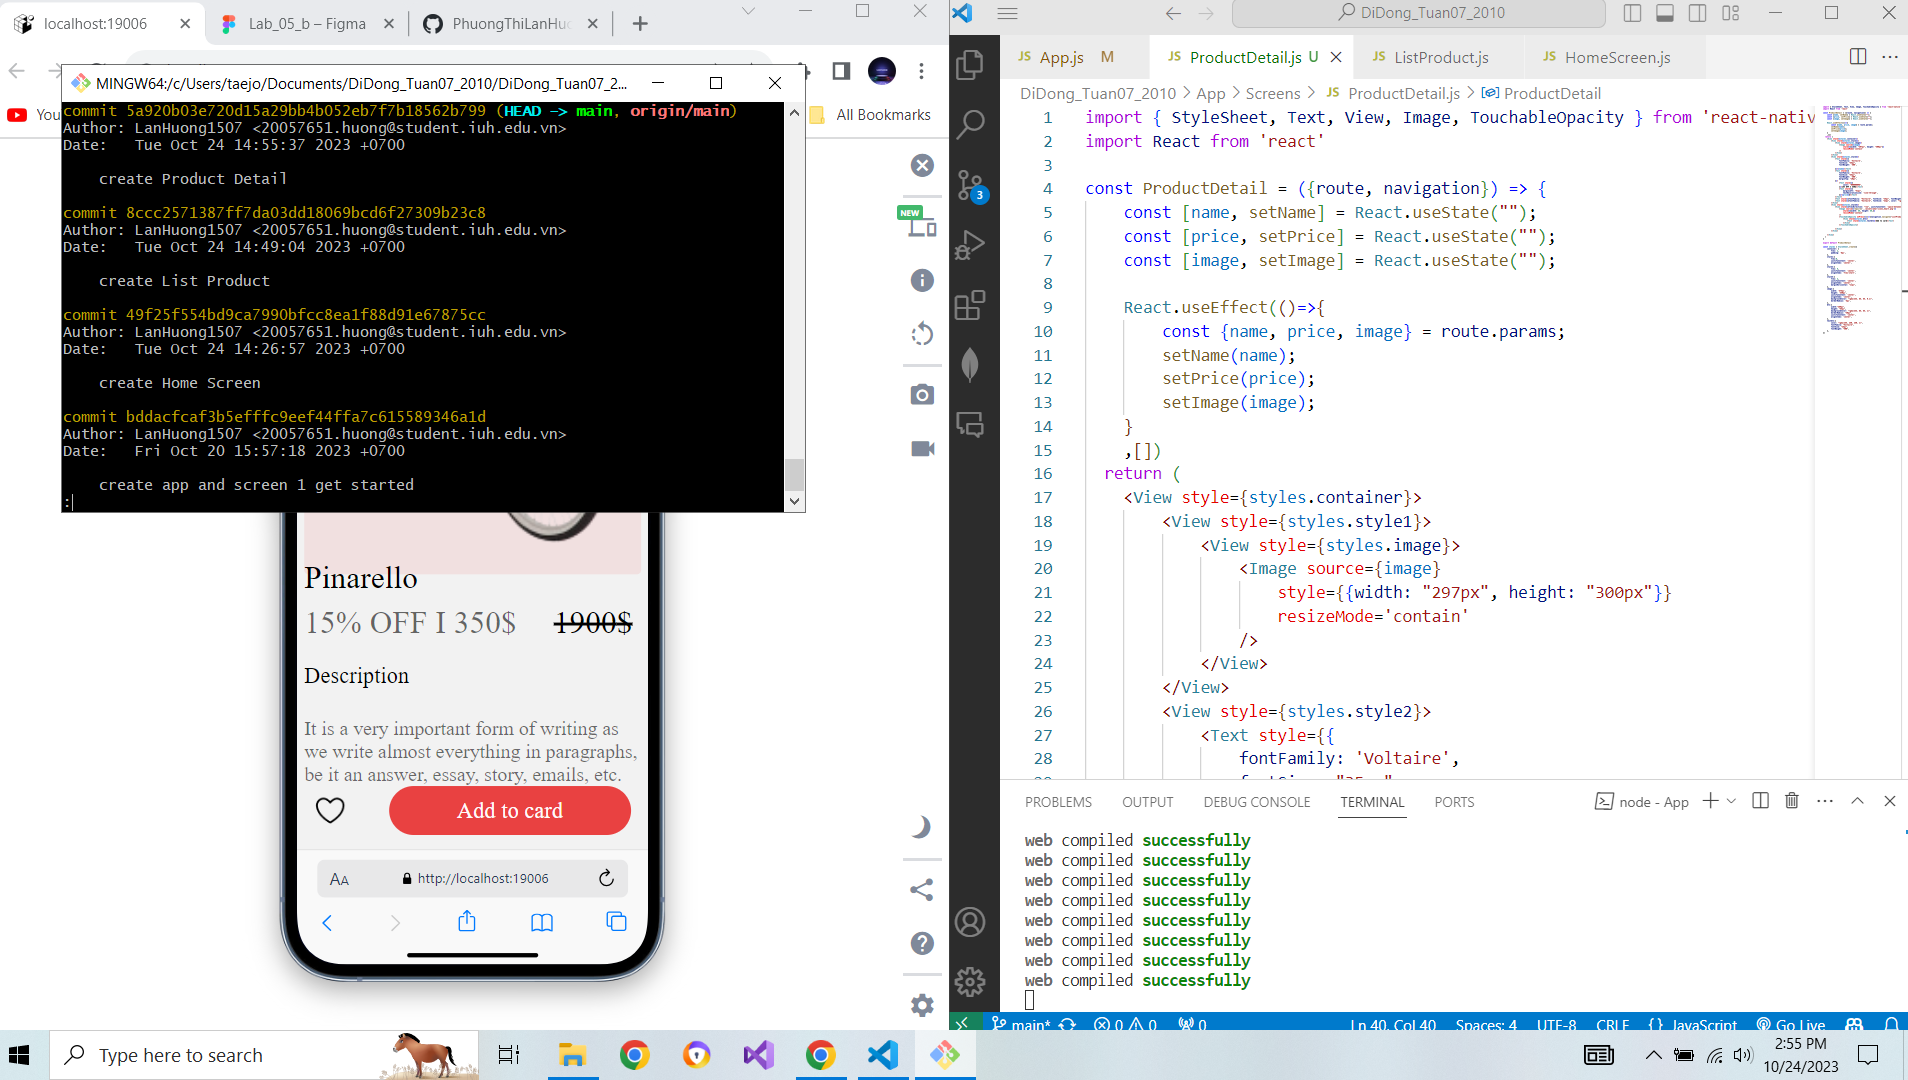 localhost:19006
Lab_05_b – Figma
PhuongThiLanHuo
You
All Bookmarks
MINGW64:/c/Users/taejo/Documents/DiDong_Tuan07_2010/DiDong_Tuan07_2...
commit 5a920b03e720d15a29bb4b052eb7f7b18562b799 (HEAD -> main, origin/main)
Author: LanHuong1507 <20057651.huong@student.iuh.edu.vn>
Date:   Tue Oct 24 14:55:37 2023 +0700
create Product Detail
commit 8ccc2571387ff7da03dd18069bcd6f27309b23c8
Author: LanHuong1507 <20057651.huong@student.iuh.edu.vn>
Date:   Tue Oct 24 14:49:04 2023 +0700
create List Product
commit 49f25f554bd9ca7990bfcc8ea1f88d91e67875cc
Author: LanHuong1507 <20057651.huong@student.iuh.edu.vn>
Date:   Tue Oct 24 14:26:57 2023 +0700
create Home Screen
commit bddacfcaf3b5efffc9eef44ffa7c615589346a1d
Author: LanHuong1507 <20057651.huong@student.iuh.edu.vn>
Date:   Fri Oct 20 15:57:18 2023 +0700
create app and screen 1 get started
:
NEW
Pinarello
15% OFF I 350$ 1900$
Description
It is a very important form of writing as
we write almost everything in paragraphs,
be it an answer, essay, story, emails, etc.
Add to card
AA http://localhost:19006
DiDong_Tuan07_2010
JS App.js M
JS ProductDetail.js U
JS ListProduct.js
JS HomeScreen.js
DiDong_Tuan07_2010 > App > Screens > JS ProductDetail.js > ProductDetail
3
1 import { StyleSheet, Text, View, Image, TouchableOpacity } from 'react-nativ
2 import React from 'react'
3
4 const ProductDetail = ({route, navigation}) => {
5 const [name, setName] = React.useState("");
6 const [price, setPrice] = React.useState("");
7 const [image, setImage] = React.useState("");
8
9 React.useEffect(()=>{
10 const {name, price, image} = route.params;
11 setName(name);
12 setPrice(price);
13 setImage(image);
14 }
15 ,[])
16 return (
17 <View style={styles.container}>
18 <View style={styles.style1}>
19 <View style={styles.image}>
20 <Image source={image}
21 style={{width: "297px", height: "300px"}}
22 resizeMode='contain'
23 />
24 </View>
25 </View>
26 <View style={styles.style2}>
27 <Text style={{
28 fontFamily: 'Voltaire',
PROBLEMS OUTPUT DEBUG CONSOLE TERMINAL PORTS
node - App
web compiled successfully
web compiled successfully
web compiled successfully
web compiled successfully
web compiled successfully
web compiled successfully
web compiled successfully
web compiled successfully
main* 0 0 0 Ln 40, Col 40 Spaces: 4 UTF-8 CRLF {} JavaScript Go Live
Type here to search
2:55 PM
10/24/2023